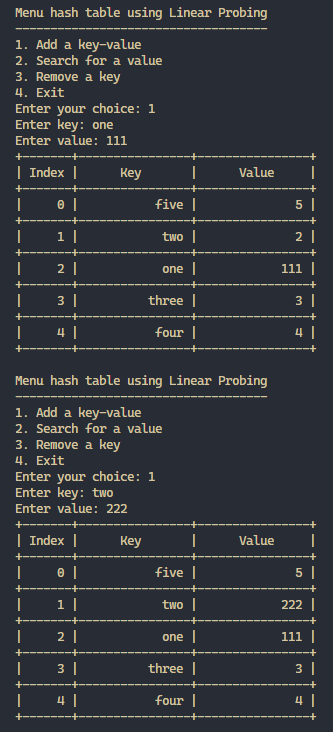 Menu hash table using Linear Probing
------------------------------------
1. Add a key-value
2. Search for a value
3. Remove a key
4. Exit
Enter your choice: 1
Enter key: one
Enter value: 111
+-------+----------------+----------------+
| Index |      Key       |     Value      |
+-------+----------------+----------------+
|     0 |           five |              5 |
+-------+----------------+----------------+
|     1 |            two |              2 |
+-------+----------------+----------------+
|     2 |            one |            111 |
+-------+----------------+----------------+
|     3 |          three |              3 |
+-------+----------------+----------------+
|     4 |           four |              4 |
+-------+----------------+----------------+

Menu hash table using Linear Probing
------------------------------------
1. Add a key-value
2. Search for a value
3. Remove a key
4. Exit
Enter your choice: 1
Enter key: two
Enter value: 222
+-------+----------------+----------------+
| Index |      Key       |     Value      |
+-------+----------------+----------------+
|     0 |           five |              5 |
+-------+----------------+----------------+
|     1 |            two |            222 |
+-------+----------------+----------------+
|     2 |            one |            111 |
+-------+----------------+----------------+
|     3 |          three |              3 |
+-------+----------------+----------------+
|     4 |           four |              4 |
+-------+----------------+----------------+